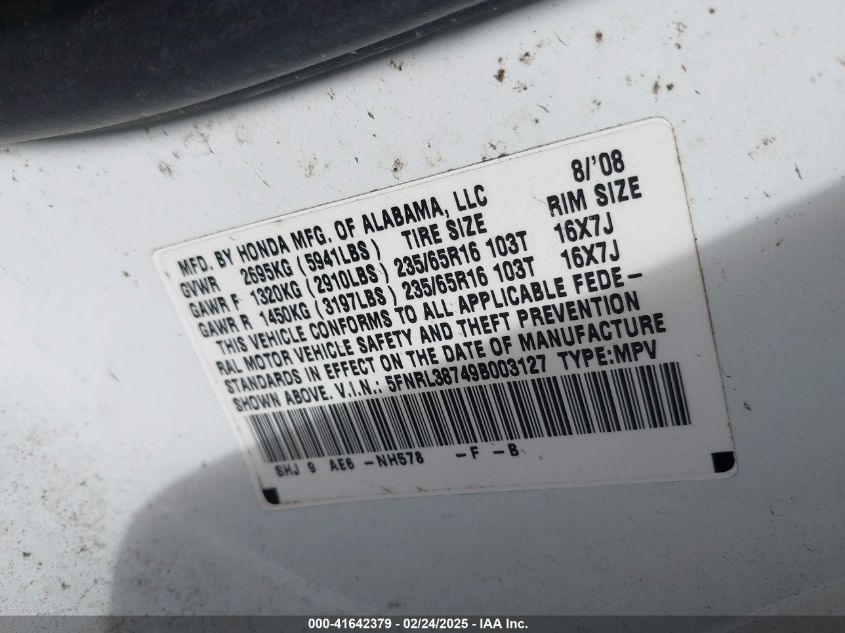 MFD. BY HONDA MFG. OF ALABAMA, LLC 8/'08
GVWR 2695KG (5941LBS) TIRE SIZE RIM SIZE
GAWR F 1320KG (2910LBS) 235/65R16 103T 16X7J
GAWR R 1450KG (3197LBS) 235/65R16 103T 16X7J
THIS VEHICLE CONFORMS TO ALL APPLICABLE FEDE-
RAL MOTOR VEHICLE SAFETY AND THEFT PREVENTION
STANDARDS IN EFFECT ON THE DATE OF MANUFACTURE
SHOWN ABOVE. V.I.N.: 5FNRL38749B003127 TYPE:MPV
SHJ 9 AE6 -NH578 -F -B
000-41642379 - 02/24/2025 - IAA Inc.